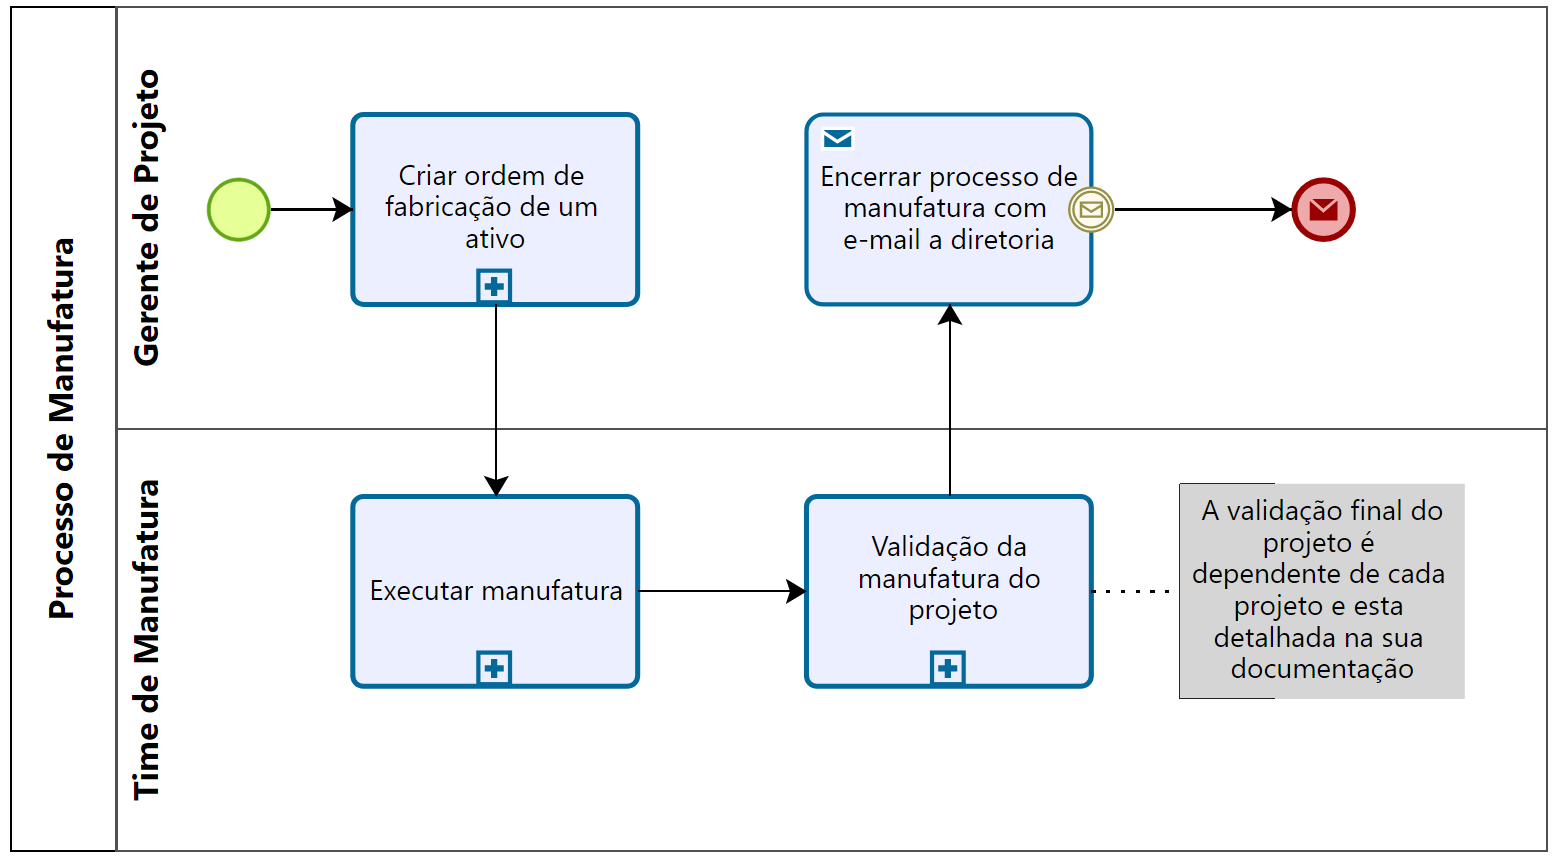 Processo de Manufatura
Gerente de Projeto
Criar ordem de
fabricação de um
ativo
Encerrar processo de
manufatura com
e-mail a diretoria
Time de Manufatura
Executar manufatura
Validação da
manufatura do
projeto
A validação final do
projeto é
dependente de cada
projeto e esta
detalhada na sua
documentação